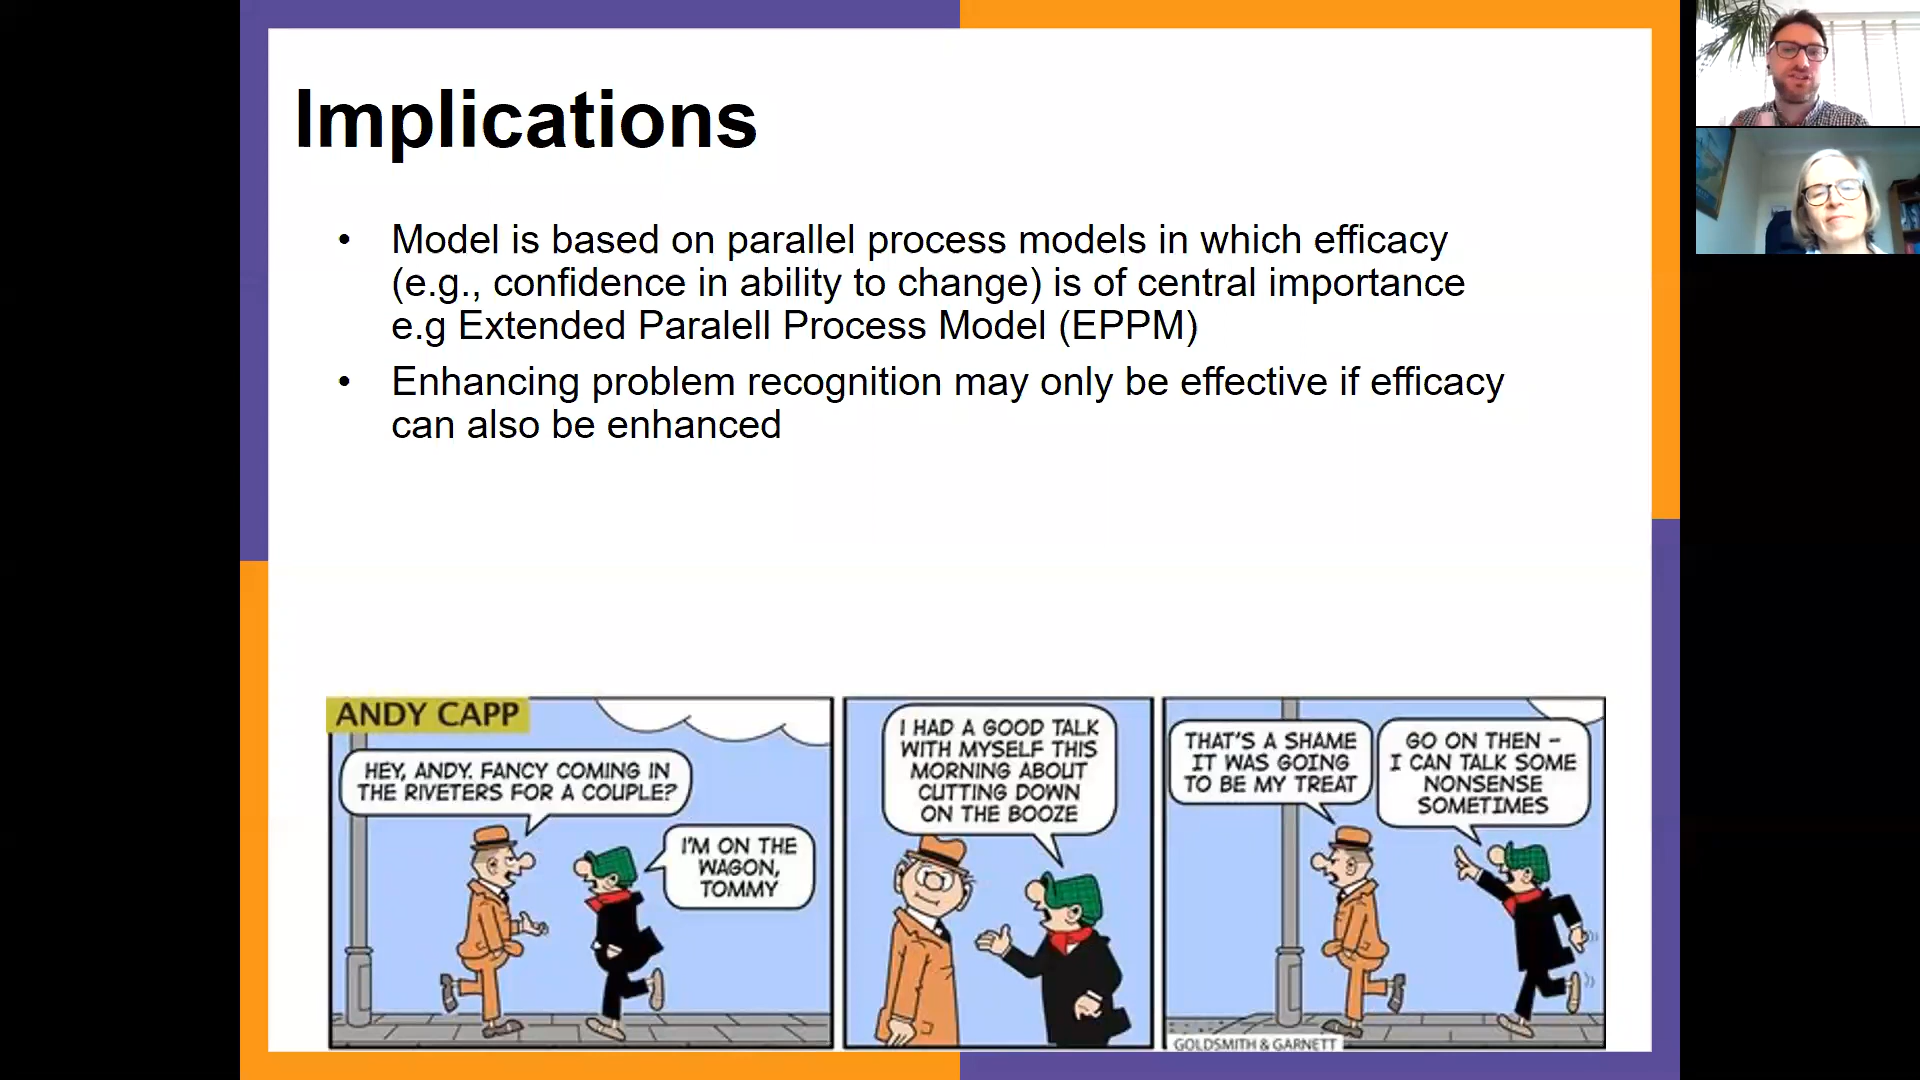 Implications
• Model is based on parallel process models in which efficacy
(e.g., confidence in ability to change) is of central importance
e.g Extended Paralell Process Model (EPPM)
• Enhancing problem recognition may only be effective if efficacy
can also be enhanced
ANDY CAPP
HEY, ANDY. FANCY COMING IN
THE RIVETERS FOR A COUPLE?
I'M ON THE
WAGON,
TOMMY
I HAD A GOOD TALK
WITH MYSELF THIS
MORNING ABOUT
CUTTING DOWN
ON THE BOOZE
THAT'S A SHAME
IT WAS GOING
TO BE MY TREAT
GO ON THEN –
I CAN TALK SOME
NONSENSE
SOMETIMES
GOLDSMITH & GARNETT